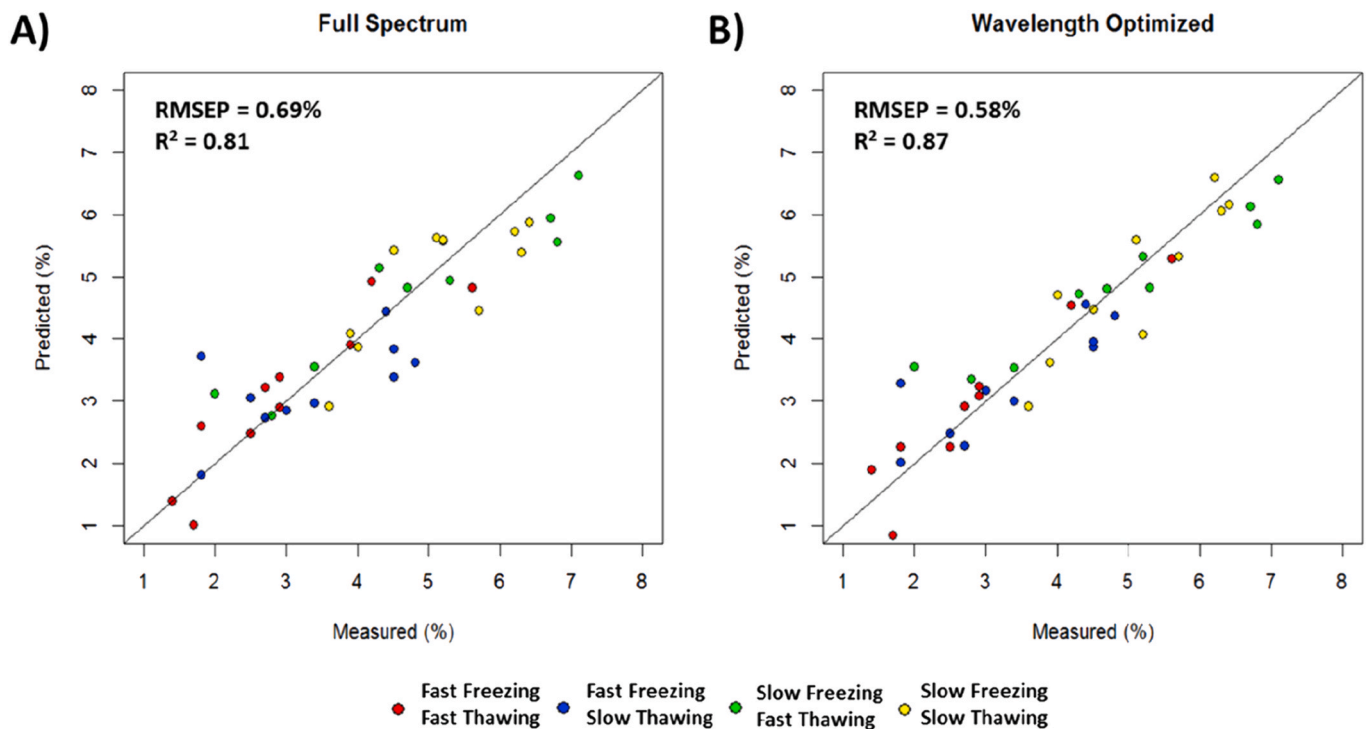 A)
Full Spectrum
RMSEP = 0.69%
R² = 0.81
Predicted (%)
8
7
6
5
4
3
2
1
1 2 3 4 5 6 7 8
Measured (%)
B)
Wavelength Optimized
RMSEP = 0.58%
R² = 0.87
Predicted (%)
8
7
6
5
4
3
2
1
1 2 3 4 5 6 7 8
Measured (%)
Fast Freezing
Fast Thawing
Fast Freezing
Slow Thawing
Slow Freezing
Fast Thawing
Slow Freezing
Slow Thawing